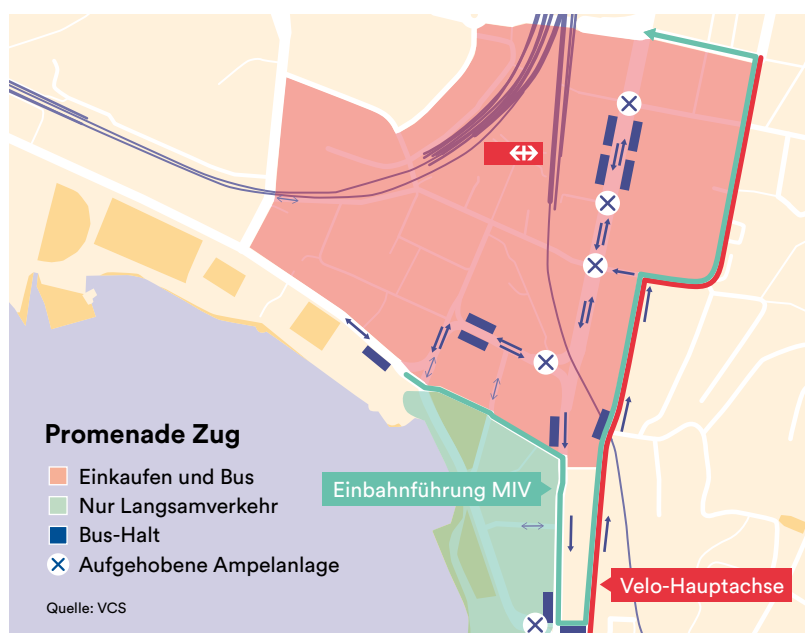 Promenade Zug
Einkaufen und Bus
Nur Langsamverkehr
Bus-Halt
Aufgehobene Ampelanlage
Quelle: VCS
Einbahnführung MIV
Velo-Hauptachse